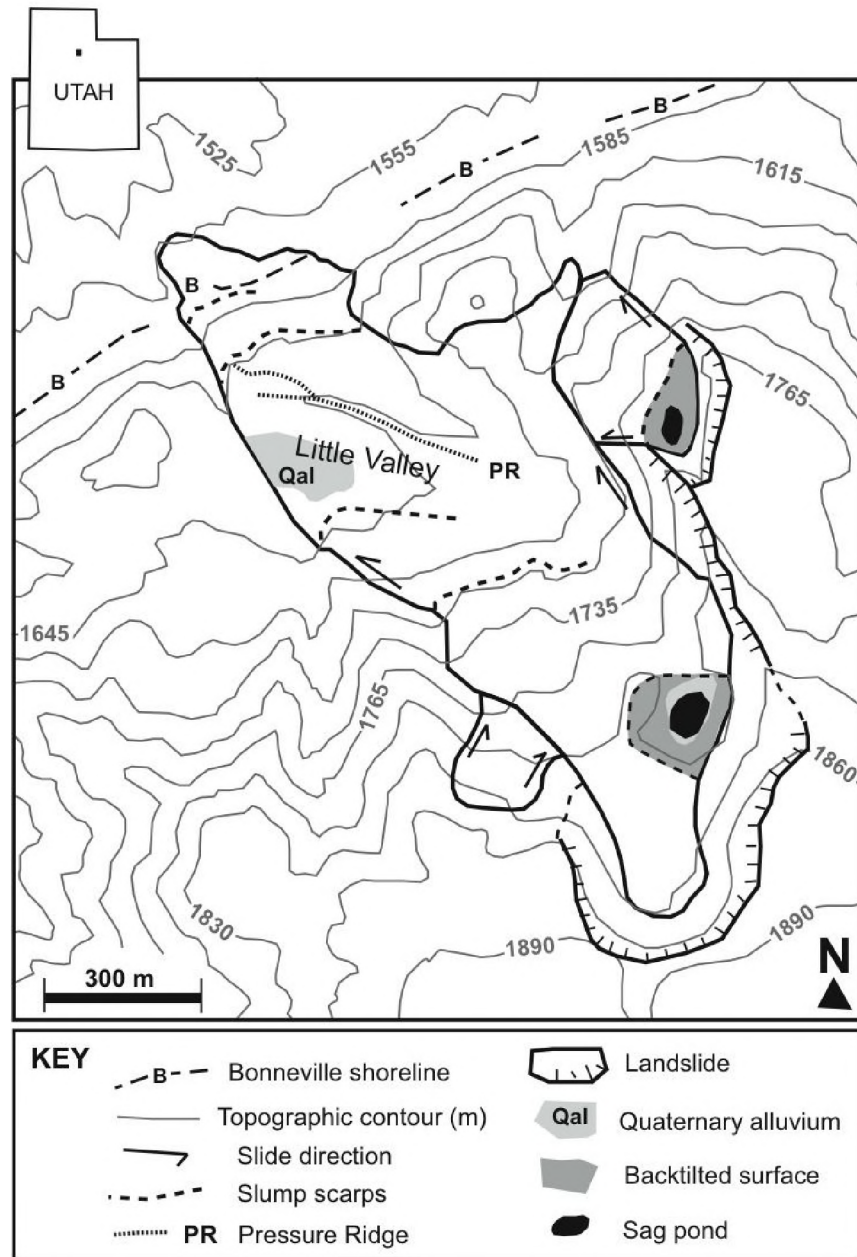 UTAH
B
1585
1555
1525
B
1615
B
B
1765
Little Valley
PR
Qal
1735
1645
1765
1860
1830
1890
1890
300 m
N
KEY
B Bonneville shoreline
Landslide
Topographic contour (m)
Qal Quaternary alluvium
Slide direction
Backtilted surface
Slump scarps
PR Pressure Ridge
Sag pond